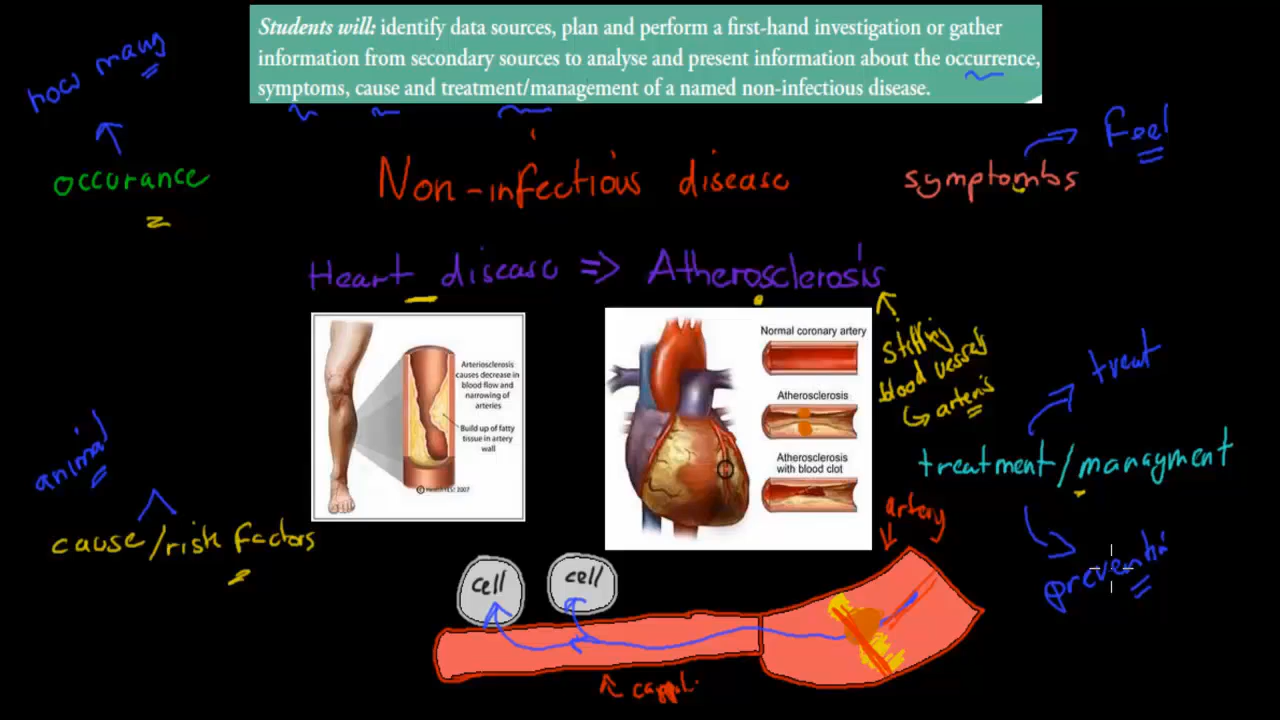 Students will: identify data sources, plan and perform a first-hand investigation or gather
information from secondary sources to analyse and present information about the occurrence,
symptoms, cause and treatment/management of a named non-infectious disease.
how many
occurance
Non-infectious disease
Feel
symptombs
Heart disease => Atherosclerosis
Arteriosclerosis
causes decrease in
blood flow and
narrowing of
arteries
Build up of fatty
tissue in artery
wall
2007
Normal coronary artery
Atherosclerosis
Atherosclerosis
with blood clot
stiffing
blood vessels
arteris
treat
treatment/managment
preventi
animal
cause/risk factors
artery
cell
cell